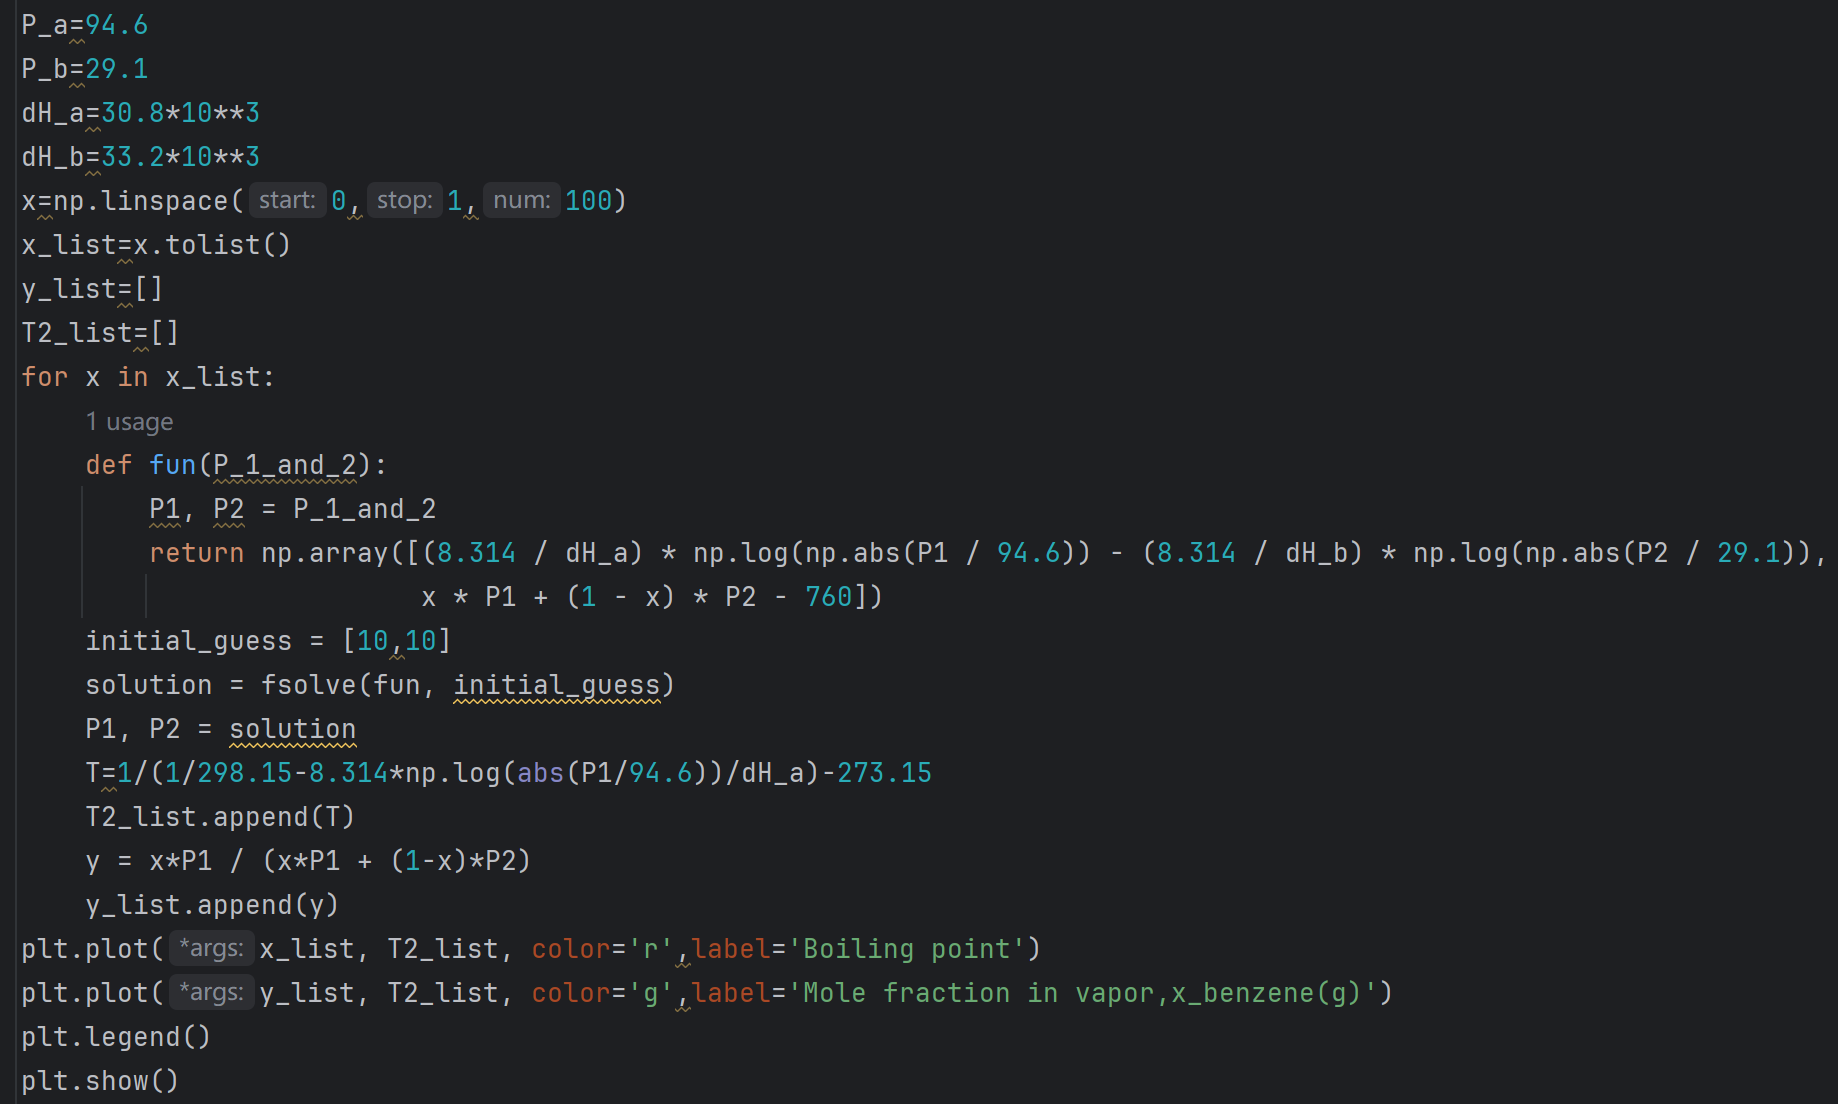 P_a=94.6
P_b=29.1
dH_a=30.8*10**3
dH_b=33.2*10**3
x=np.linspace( start: 0, stop: 1, num: 100)
x_list=x.tolist()
y_list=[]
T2_list=[]
for x in x_list:
1 usage
def fun(P_1_and_2):
P1, P2 = P_1_and_2
return np.array([(8.314 / dH_a) * np.log(np.abs(P1 / 94.6)) - (8.314 / dH_b) * np.log(np.abs(P2 / 29.1)),
x * P1 + (1 - x) * P2 - 760])
initial_guess = [10,10]
solution = fsolve(fun, initial_guess)
P1, P2 = solution
T=1/(1/298.15-8.314*np.log(abs(P1/94.6))/dH_a)-273.15
T2_list.append(T)
y = x*P1 / (x*P1 + (1-x)*P2)
y_list.append(y)
plt.plot( *args: x_list, T2_list, color='r',label='Boiling point')
plt.plot( *args: y_list, T2_list, color='g',label='Mole fraction in vapor,x_benzene(g)')
plt.legend()
plt.show()